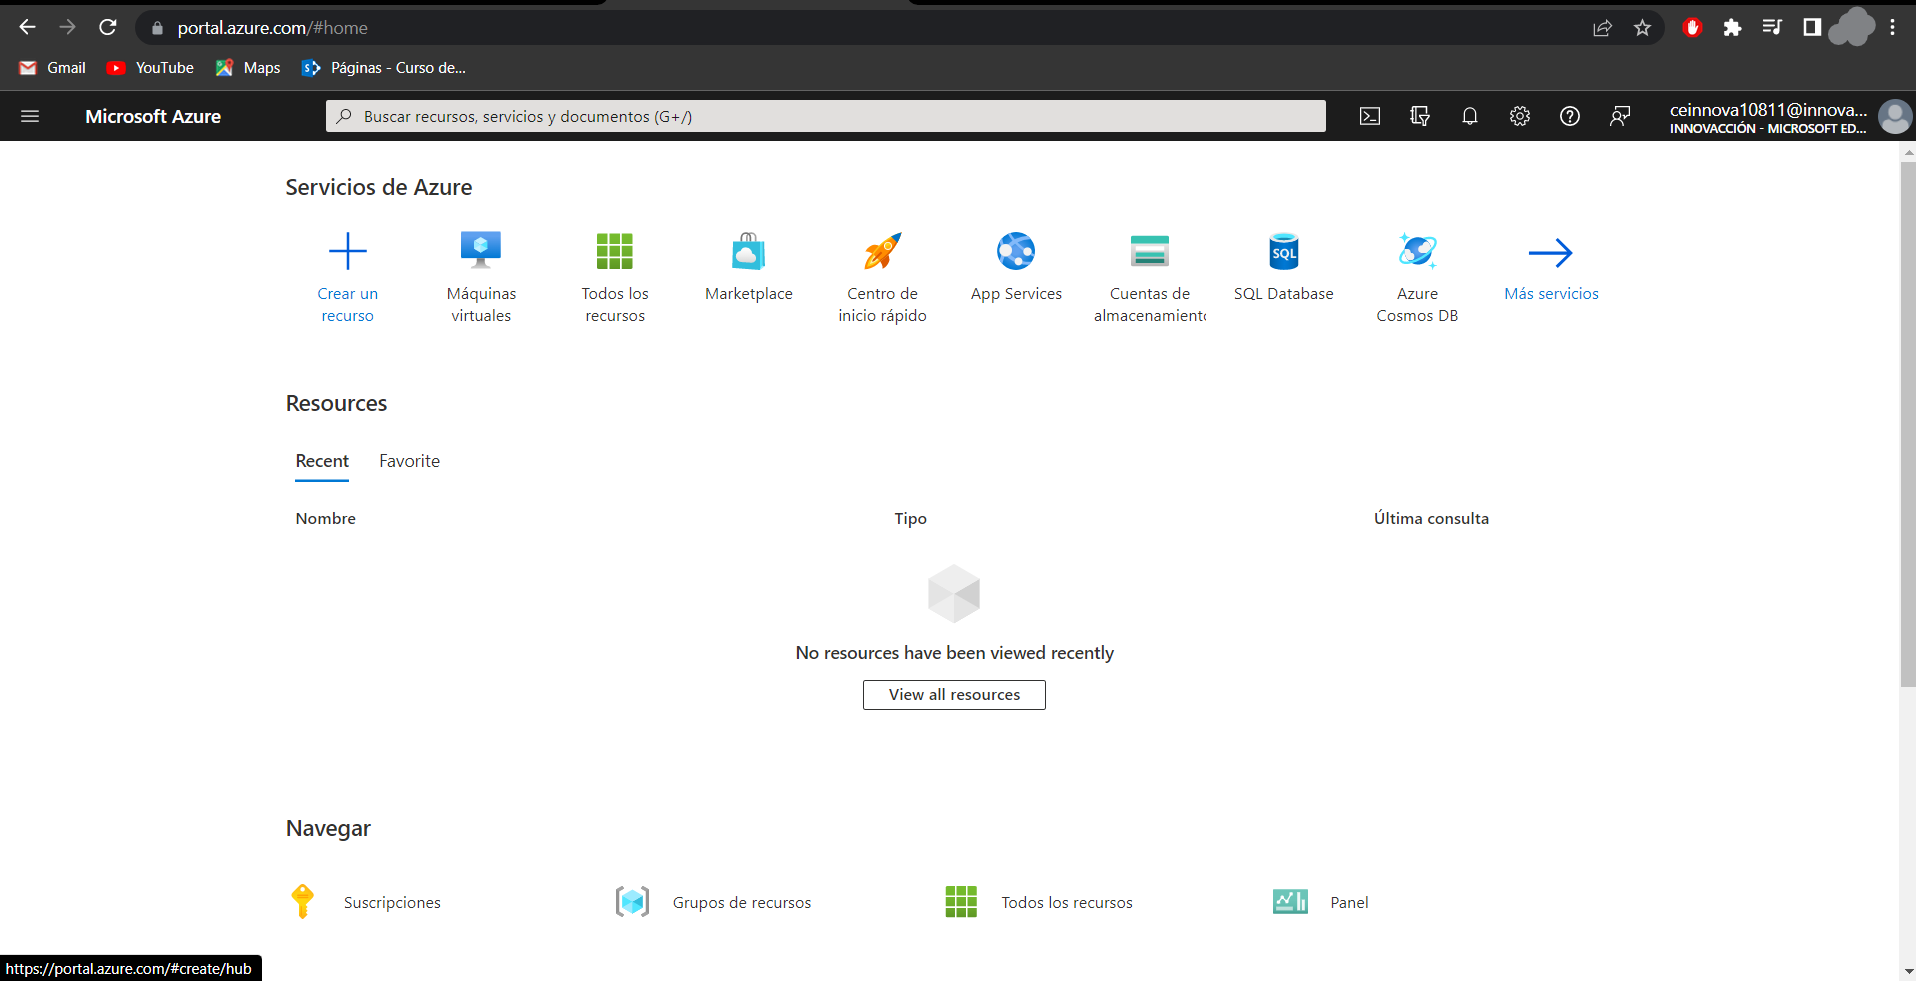 portal.azure.com/#home
Gmail YouTube Maps Páginas - Curso de...
Microsoft Azure
Buscar recursos, servicios y documentos (G+/)
ceinnova10811@innova...
INNOVACCIÓN - MICROSOFT ED...
Servicios de Azure
Crear un
recurso
Máquinas
virtuales
Todos los
recursos
Marketplace
Centro de
inicio rápido
App Services
Cuentas de
almacenamiento
SQL
SQL Database
Azure
Cosmos DB
Más servicios
Resources
Recent Favorite
Nombre Tipo Última consulta
No resources have been viewed recently
View all resources
Navegar
Suscripciones Grupos de recursos Todos los recursos Panel
https://portal.azure.com/#create/hub